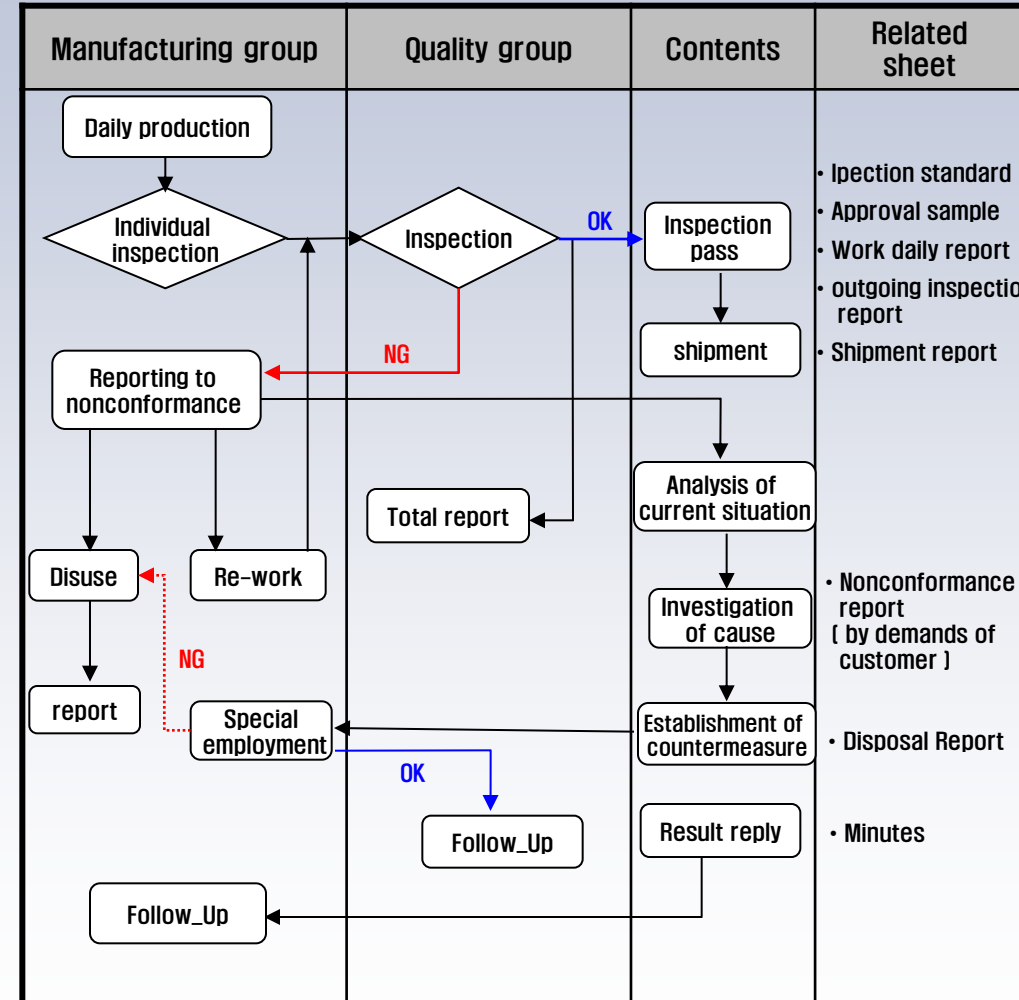 Manufacturing group
Quality group
Contents
Related
sheet
Daily production
Individual
inspection
Inspection
OK
Inspection
pass
shipment
• Ipection standard
• Approval sample
• Work daily report
• outgoing inspectio
report
• Shipment report
NG
Reporting to
nonconformance
Total report
Analysis of
current situation
Disuse
Re-work
Investigation
of cause
• Nonconformance
report
( by demands of
customer )
NG
report
Special
employment
Establishment of
countermeasure
• Disposal Report
OK
Follow_Up
Result reply
• Minutes
Follow_Up